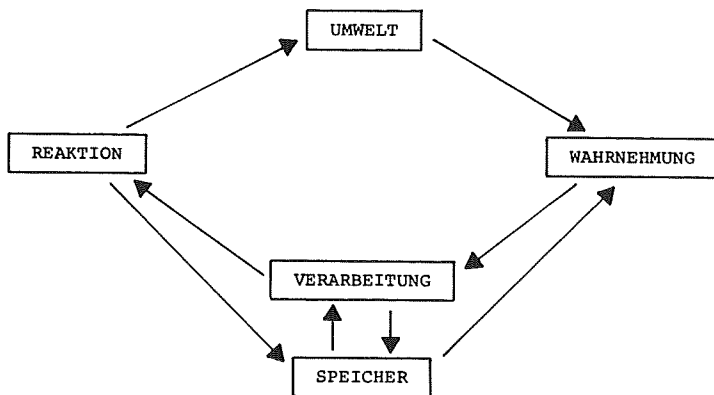 UMWELT
REAKTION
WAHRNEHMUNG
VERARBEITUNG
SPEICHER